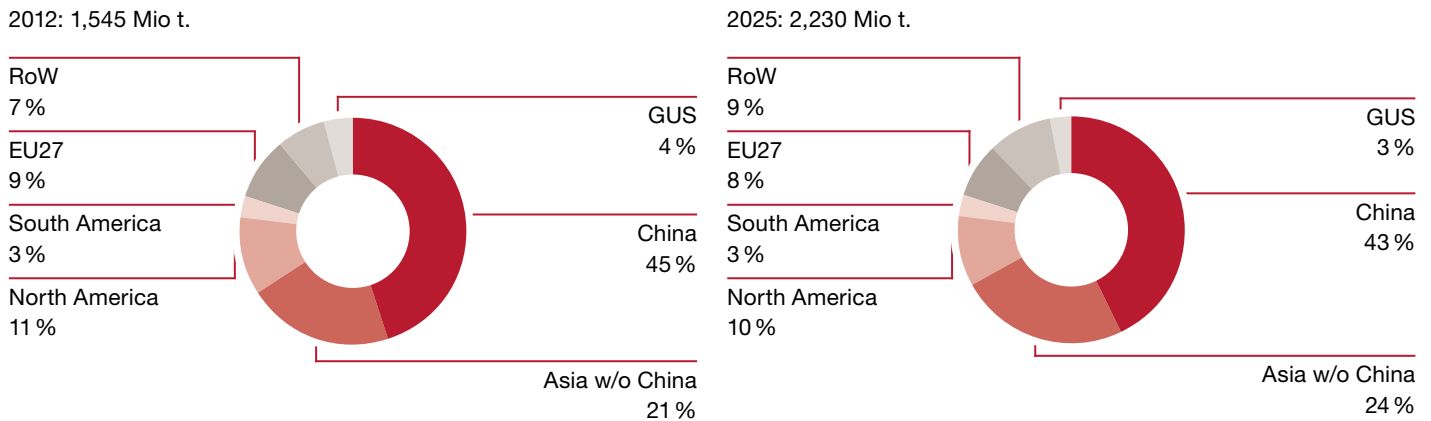 2012: 1,545 Mio t.
RoW
7 %
EU27
9 %
South America
3 %
North America
11 %
GUS
4 %
China
45 %
Asia w/o China
21 %
2025: 2,230 Mio t.
RoW
9 %
EU27
8 %
South America
3 %
North America
10 %
GUS
3 %
China
43 %
Asia w/o China
24 %